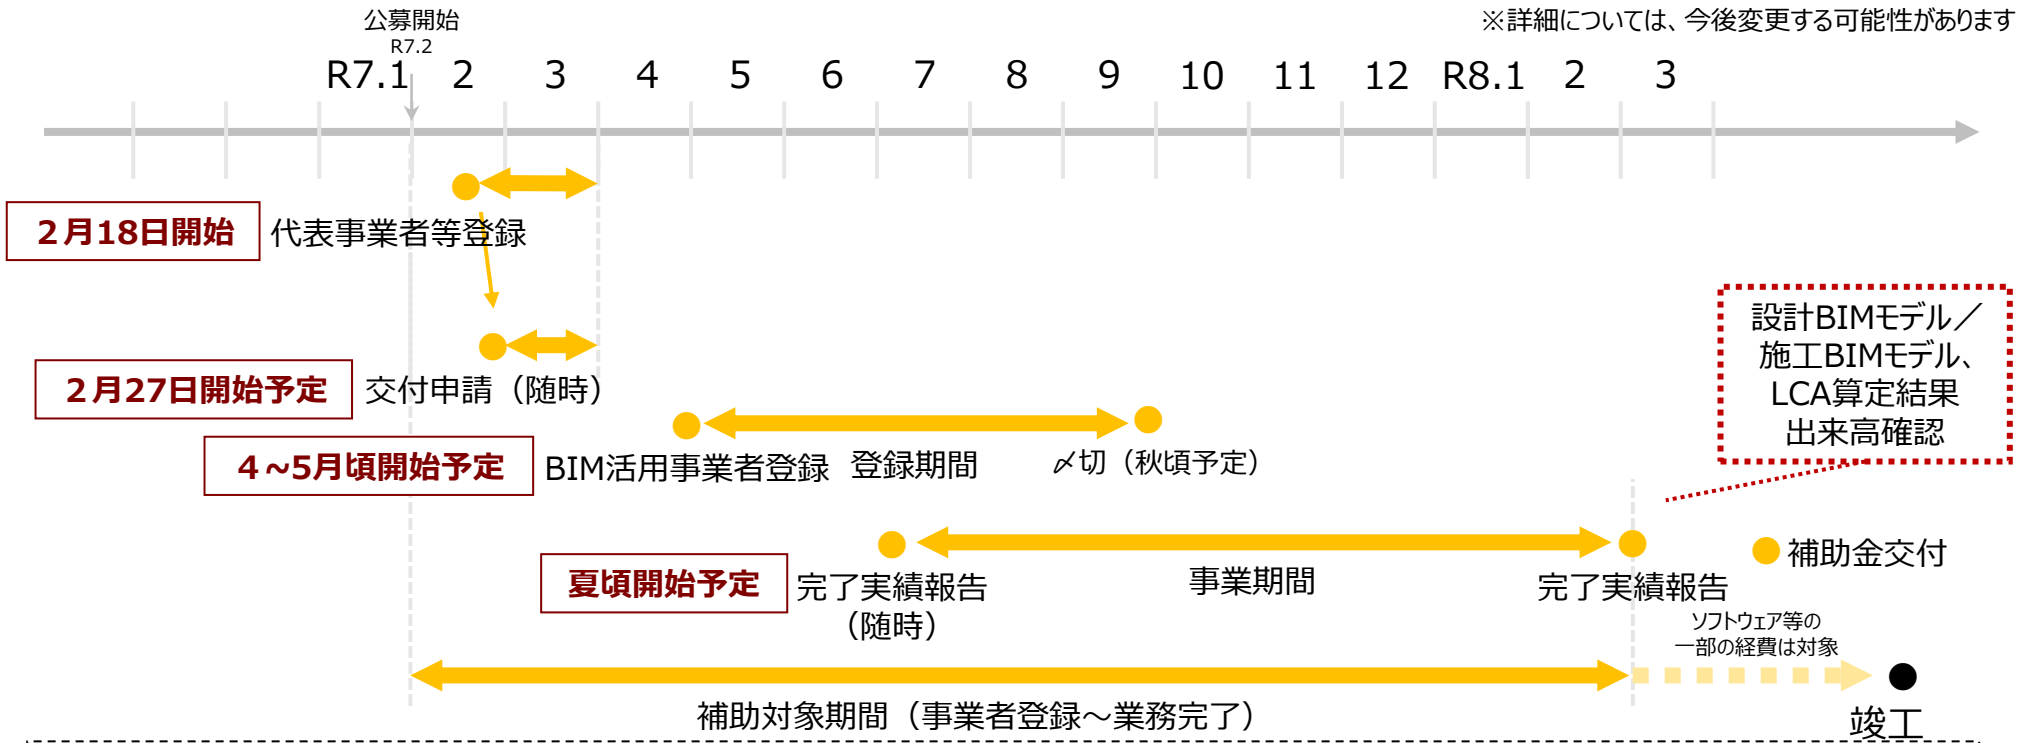 公募開始
R7.2
※詳細については、今後変更する可能性があります
R7.1 2 3 4 5 6 7 8 9 10 11 12 R8.1 2 3
２月18日開始
代表事業者等登録
２月27日開始予定
交付申請（随時）
４~5月頃開始予定
BIM活用事業者登録
登録期間
〆切（秋頃予定）
設計BIMモデル／
施工BIMモデル、
LCA算定結果
出来高確認
夏頃開始予定
完了実績報告
（随時）
事業期間
完了実績報告
補助金交付
ソフトウェア等の
一部の経費は対象
補助対象期間（事業者登録～業務完了）
竣工